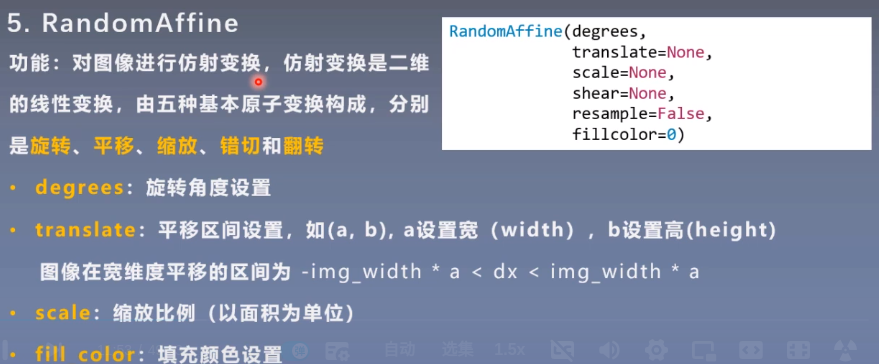 5. RandomAffine
功能：对图像进行仿射变换，仿射变换是二维
的线性变换，由五种基本原子变换构成，分别
是旋转、平移、缩放、错切和翻转
RandomAffine(degrees,
translate=None,
scale=None,
shear=None,
resample=False,
fillcolor=0)
• degrees：旋转角度设置
• translate：平移区间设置，如(a, b), a设置宽（width），b设置高(height)
图像在宽维度平移的区间为 -img_width * a < dx < img_width * a
• scale：缩放比例（以面积为单位）
• fill_color：填充颜色设置
自动 选集 1.5x